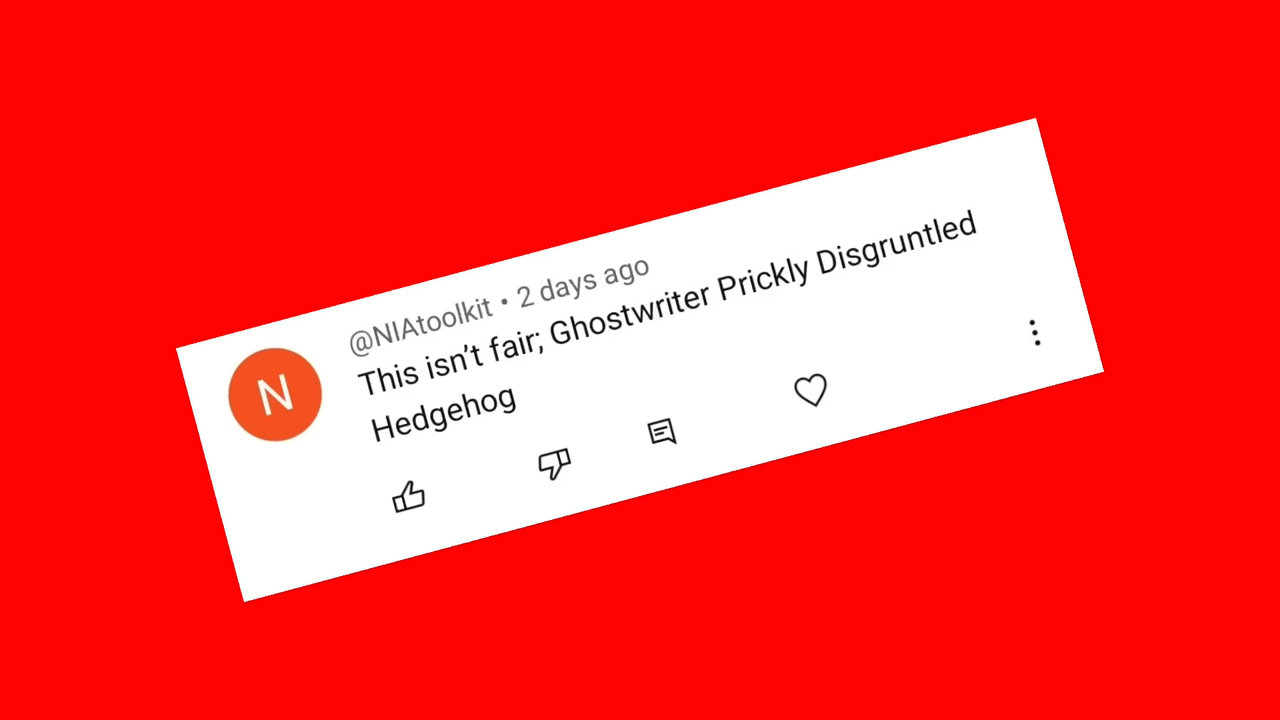 @NIAtoolkit • 2 days ago
This isn't fair; Ghostwriter Prickly Disgruntled
Hedgehog
N